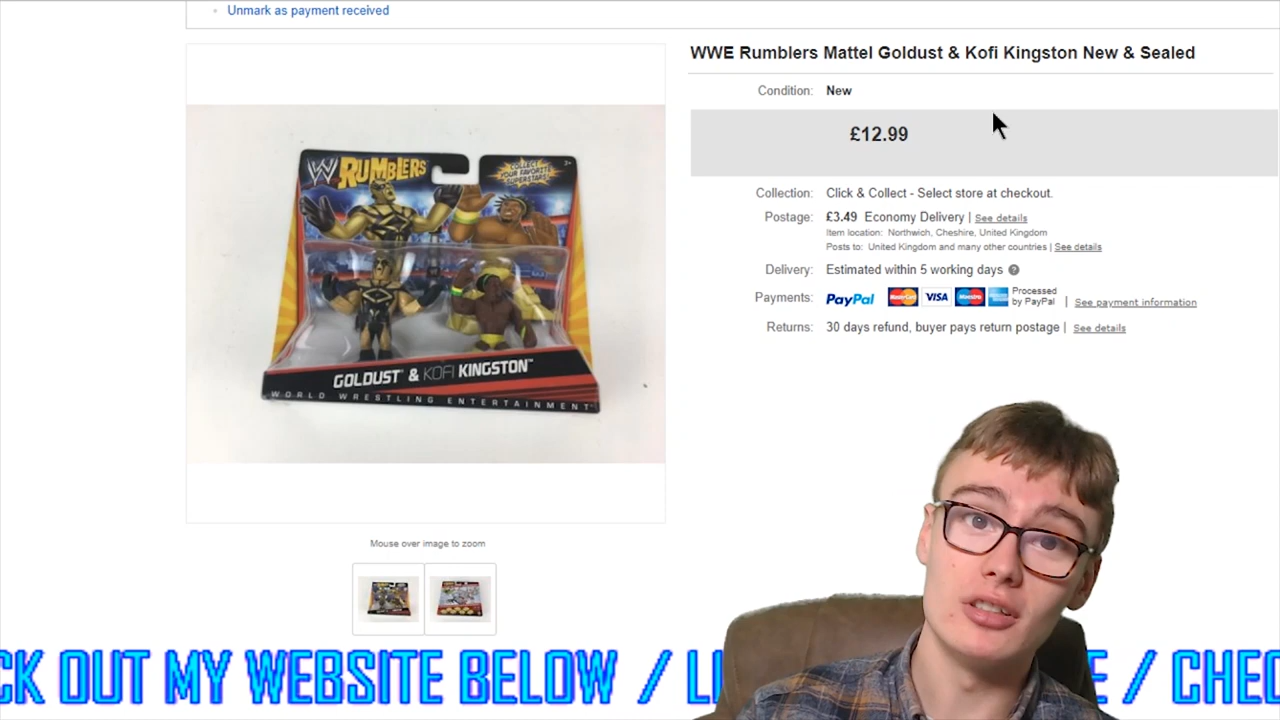 Unmark as payment received
WWE Rumblers Mattel Goldust & Kofi Kingston New & Sealed
Condition: New
£12.99
Collection: Click & Collect - Select store at checkout.
Postage: £3.49 Economy Delivery | See details
Item location: Northwich, Cheshire, United Kingdom
Posts to: United Kingdom and many other countries | See details
Delivery: Estimated within 5 working days ?
Payments: PayPal MasterCard VISA Maestro Processed
by PayPal | See payment information
Returns: 30 days refund, buyer pays return postage | See details
W RUMBLERS
COLLECT
YOUR FAVORITE
SUPERSTARS!
GOLDUST & KOFI KINGSTON™
WORLD WRESTLING ENTERTAINMENT
Mouse over image to zoom
CK OUT MY WEBSITE BELOW / LI E / CHEC